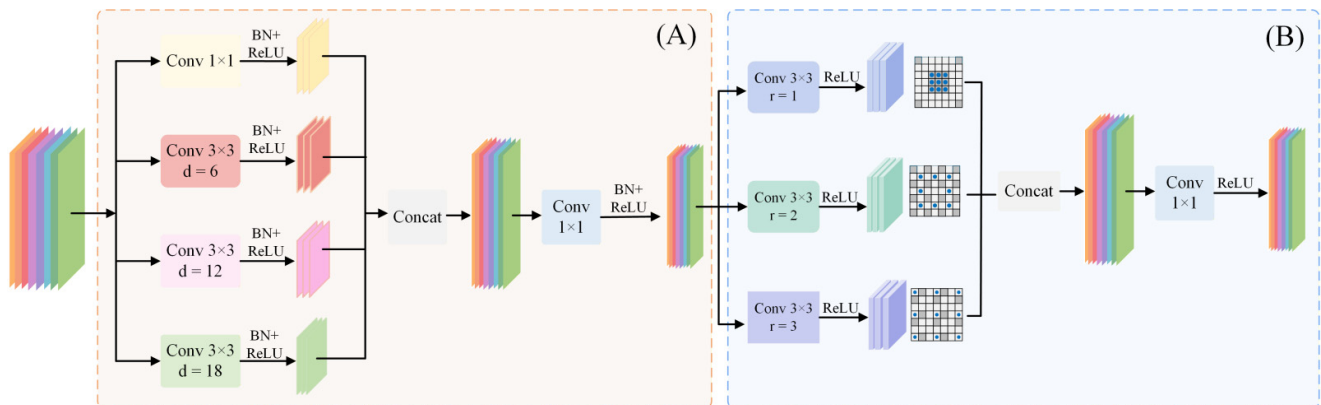 (A)
Conv 1×1
BN+
ReLU
Conv 3×3
d = 6
BN+
ReLU
Conv 3×3
d = 12
BN+
ReLU
Conv 3×3
d = 18
BN+
ReLU
Concat
Conv
1×1
BN+
ReLU
(B)
Conv 3×3
r = 1
ReLU
Conv 3×3
r = 2
ReLU
Conv 3×3
r = 3
ReLU
Concat
Conv
1×1
ReLU